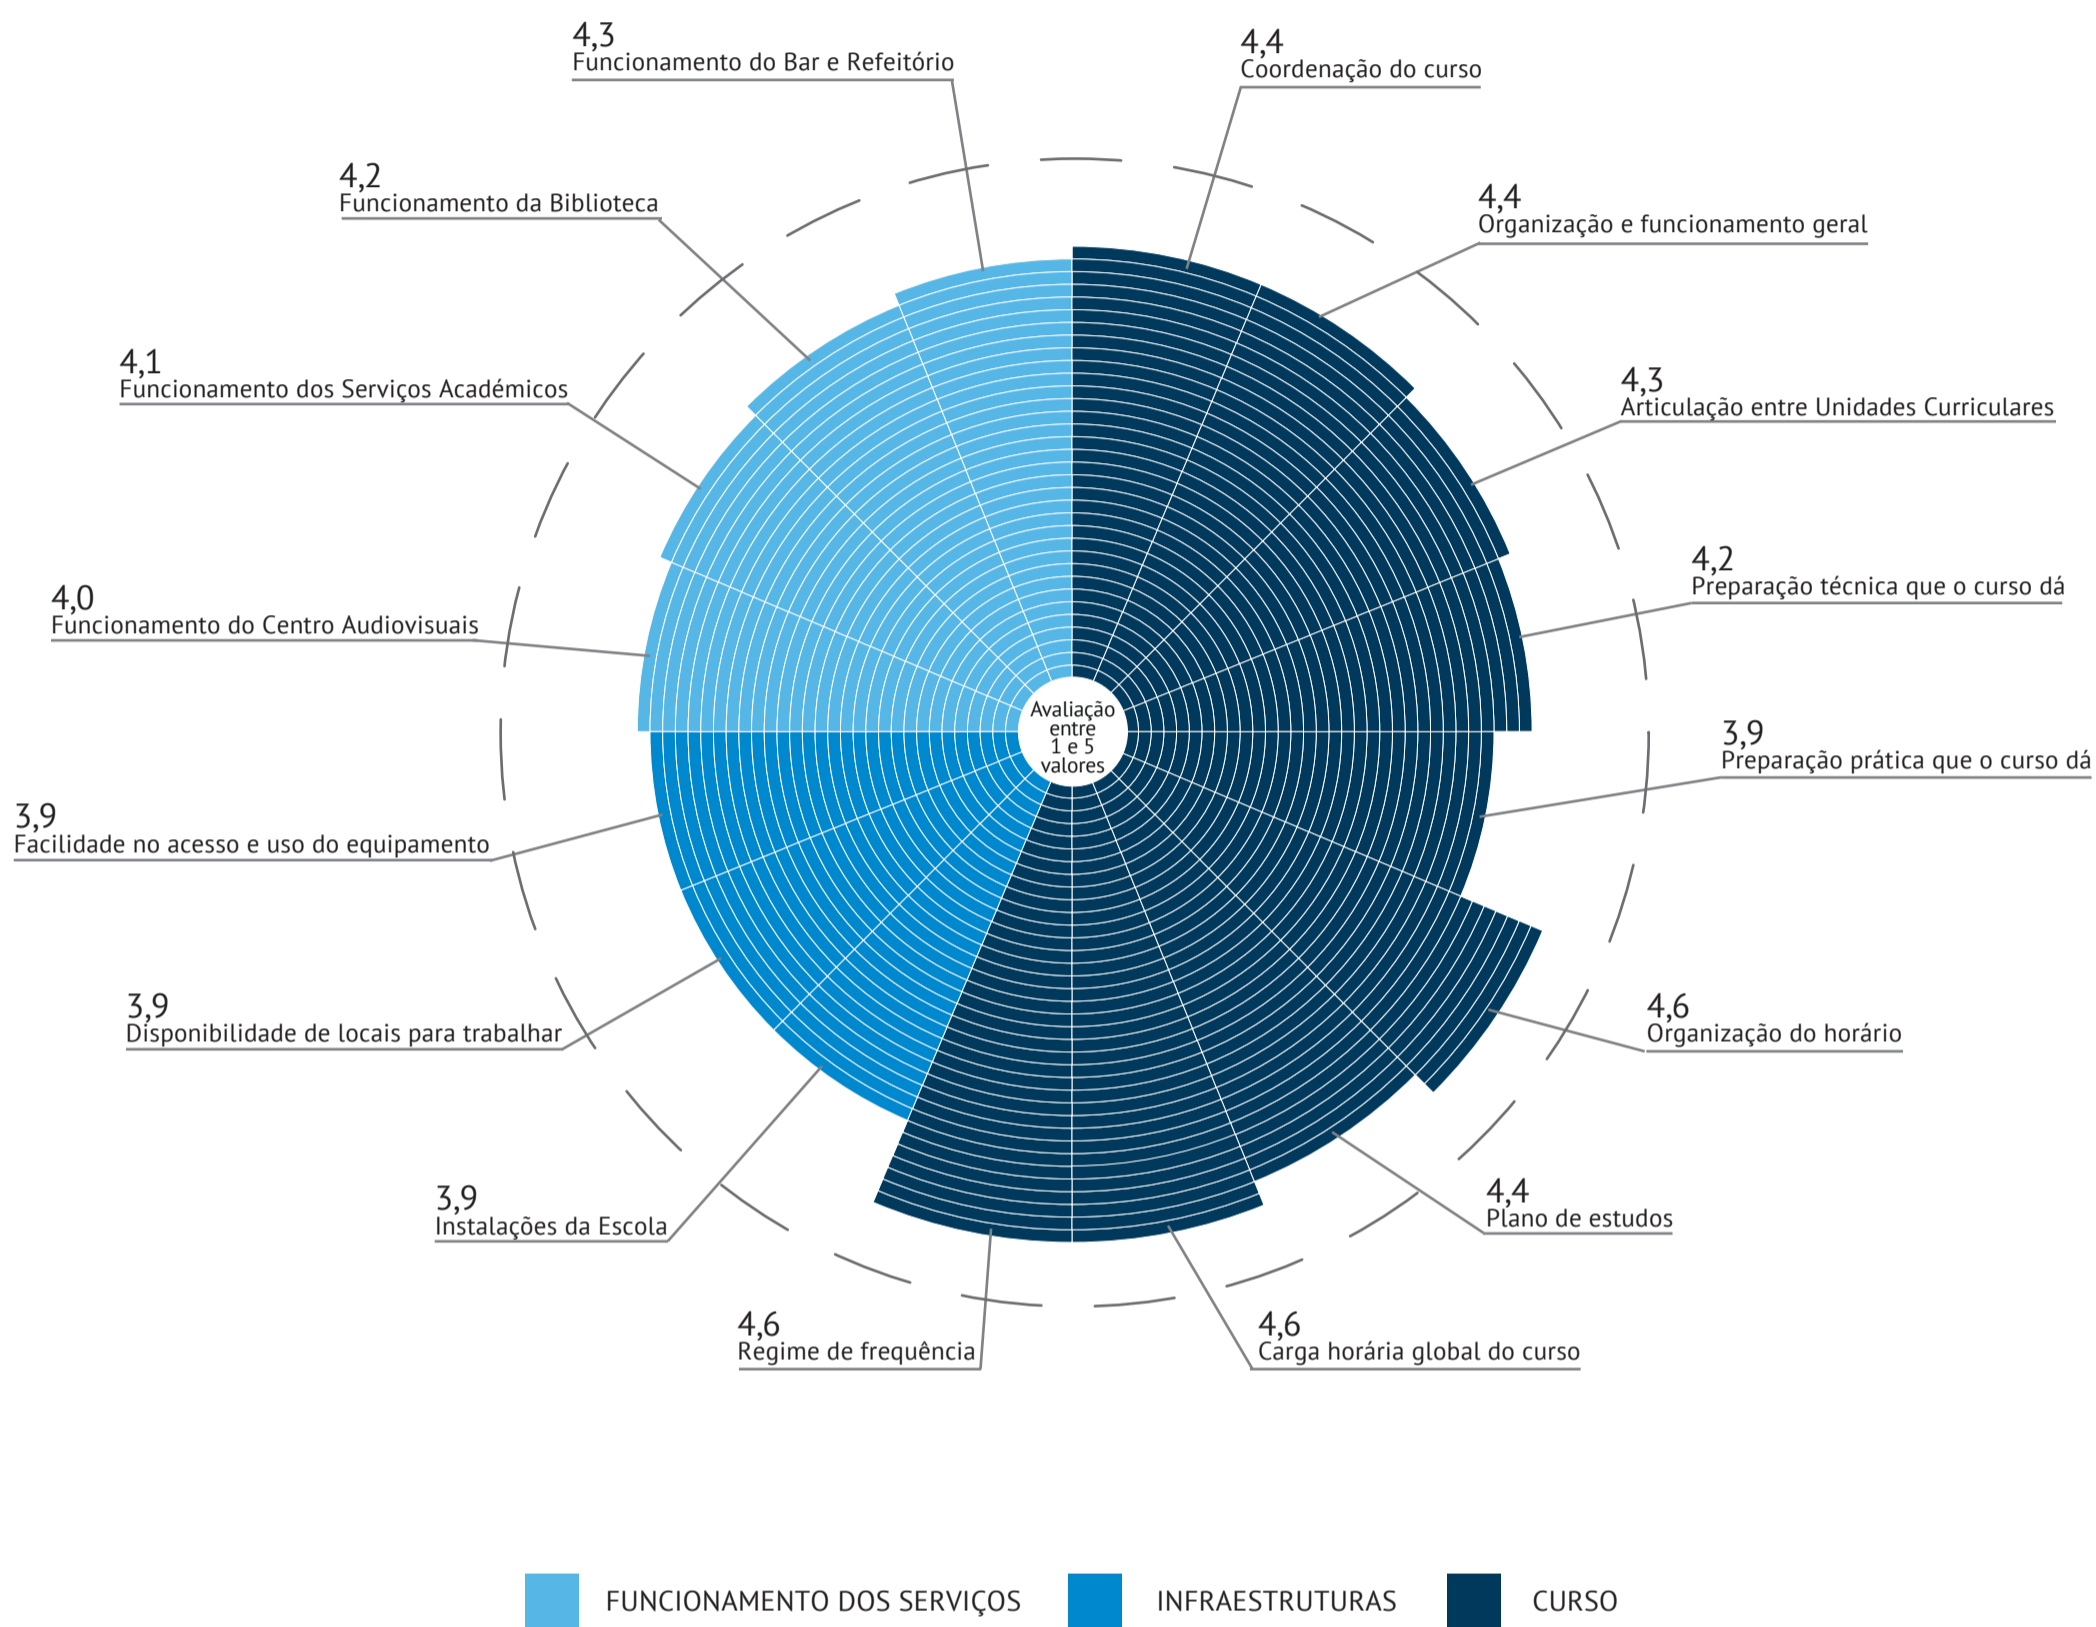 4,3
Funcionamento do Bar e Refeitório
4,4
Coordenação do curso
4,2
Funcionamento da Biblioteca
4,4
Organização e funcionamento geral
4,1
Funcionamento dos Serviços Académicos
4,3
Articulação entre Unidades Curriculares
4,0
Funcionamento do Centro Audiovisuais
4,2
Preparação técnica que o curso dá
Avaliação
entre
1 e 5
valores
3,9
Preparação prática que o curso dá
3,9
Facilidade no acesso e uso do equipamento
3,9
Disponibilidade de locais para trabalhar
4,6
Organização do horário
3,9
Instalações da Escola
4,4
Plano de estudos
4,6
Regime de frequência
4,6
Carga horária global do curso
FUNCIONAMENTO DOS SERVIÇOS
INFRAESTRUTURAS
CURSO